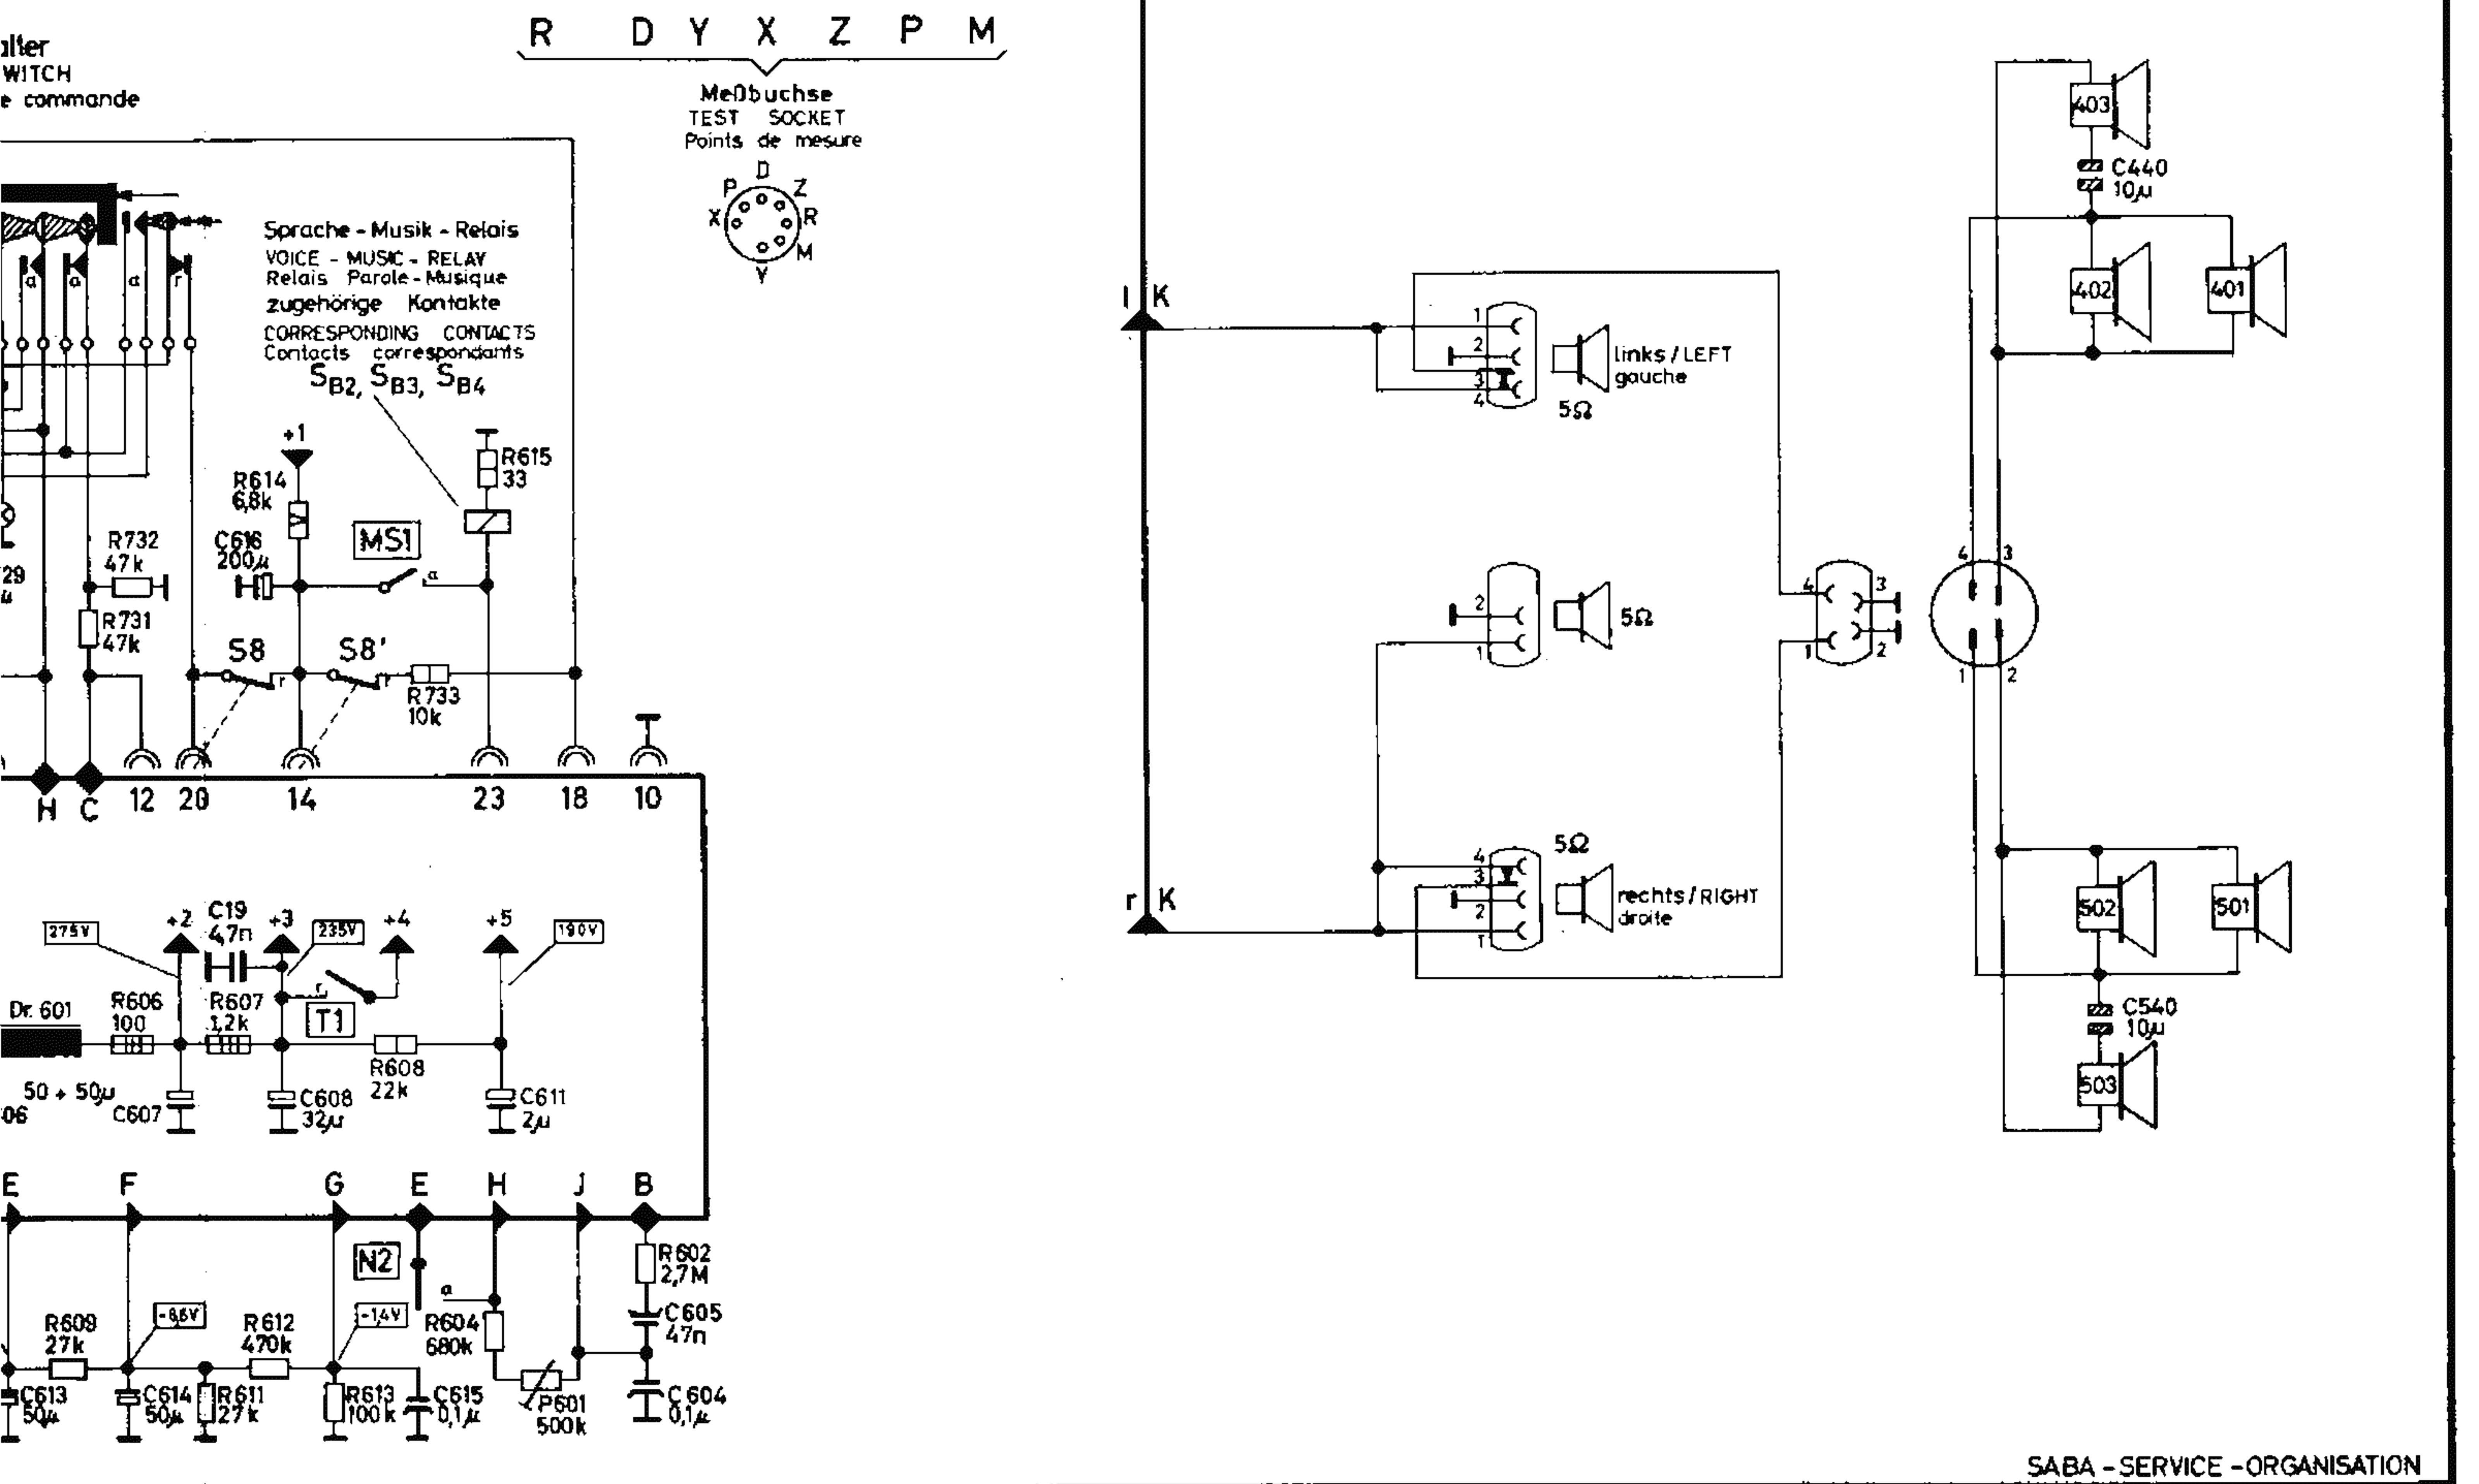 R D Y X Z P M
alter
WITCH
e commande
Meßbuchse
TEST SOCKET
Points de mesure
D
P Z
X R
M
Y
Sprache - Musik - Relais
VOICE - MUSIC - RELAY
Relais Parole - Musique
zugehörige Kontakte
CORRESPONDING CONTACTS
Contacts correspondants
SB2, SB3, SB4
a a a r
+1
R614
6,8k
R615
33
C616
200µ
MS1
a
R732
47k
29
µ
R731
47k
S8
r
S8'
r
R733
10k
H C 12 20 14 23 18 10
275V
+2
C19
4,7n
+3
235V
+4
+5
190V
r
T1
Dr. 601
R606
100
R607
1,2k
R608
22k
50 + 50µ
06
C607
C608
32µ
C611
2µ
E F G E H J B
N2
a
R602
2,7M
C605
47n
R609
27k
-8,6V
R612
470k
-1,4V
R604
680k
C613
50µ
C614
50µ
R611
27k
R613
100k
C615
0,1µ
P601
500k
C604
0,1µ
l K
1
2
3
4
links / LEFT
gauche
5Ω
2
1
5Ω
r K
4
3
2
1
5Ω
rechts / RIGHT
droite
4 3
1 2
4 3
1 2
403
C440
10µ
402
401
502
501
C540
10µ
503
SABA - SERVICE - ORGANISATION